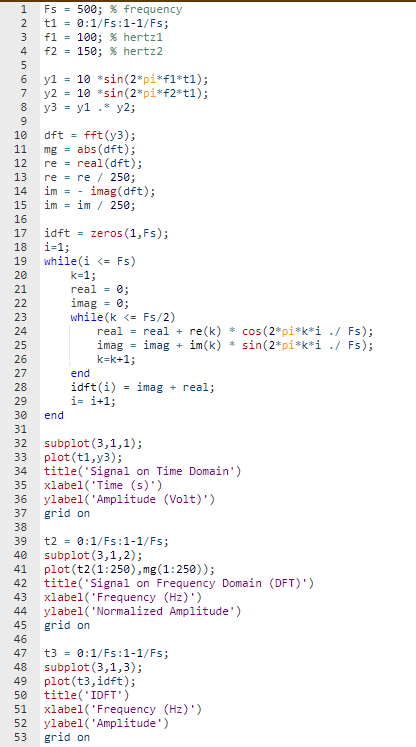 1 Fs = 500; % frequency
2 t1 = 0:1/Fs:1-1/Fs;
3 f1 = 100; % hertz1
4 f2 = 150; % hertz2
5
6 y1 = 10 *sin(2*pi*f1*t1);
7 y2 = 10 *sin(2*pi*f2*t1);
8 y3 = y1 .* y2;
9
10 dft = fft(y3);
11 mg = abs(dft);
12 re = real(dft);
13 re = re / 250;
14 im = - imag(dft);
15 im = im / 250;
16
17 idft = zeros(1,Fs);
18 i=1;
19 while(i <= Fs)
20 k=1;
21 real = 0;
22 imag = 0;
23 while(k <= Fs/2)
24 real = real + re(k) * cos(2*pi*k*i ./ Fs);
25 imag = imag + im(k) * sin(2*pi*k*i ./ Fs);
26 k=k+1;
27 end
28 idft(i) = imag + real;
29 i= i+1;
30 end
31
32 subplot(3,1,1);
33 plot(t1,y3);
34 title('Signal on Time Domain')
35 xlabel('Time (s)')
36 ylabel('Amplitude (Volt)')
37 grid on
38
39 t2 = 0:1/Fs:1-1/Fs;
40 subplot(3,1,2);
41 plot(t2(1:250),mg(1:250));
42 title('Signal on Frequency Domain (DFT)')
43 xlabel('Frequency (Hz)')
44 ylabel('Normalized Amplitude')
45 grid on
46
47 t3 = 0:1/Fs:1-1/Fs;
48 subplot(3,1,3);
49 plot(t3,idft);
50 title('IDFT')
51 xlabel('Frequency (Hz)')
52 ylabel('Amplitude')
53 grid on